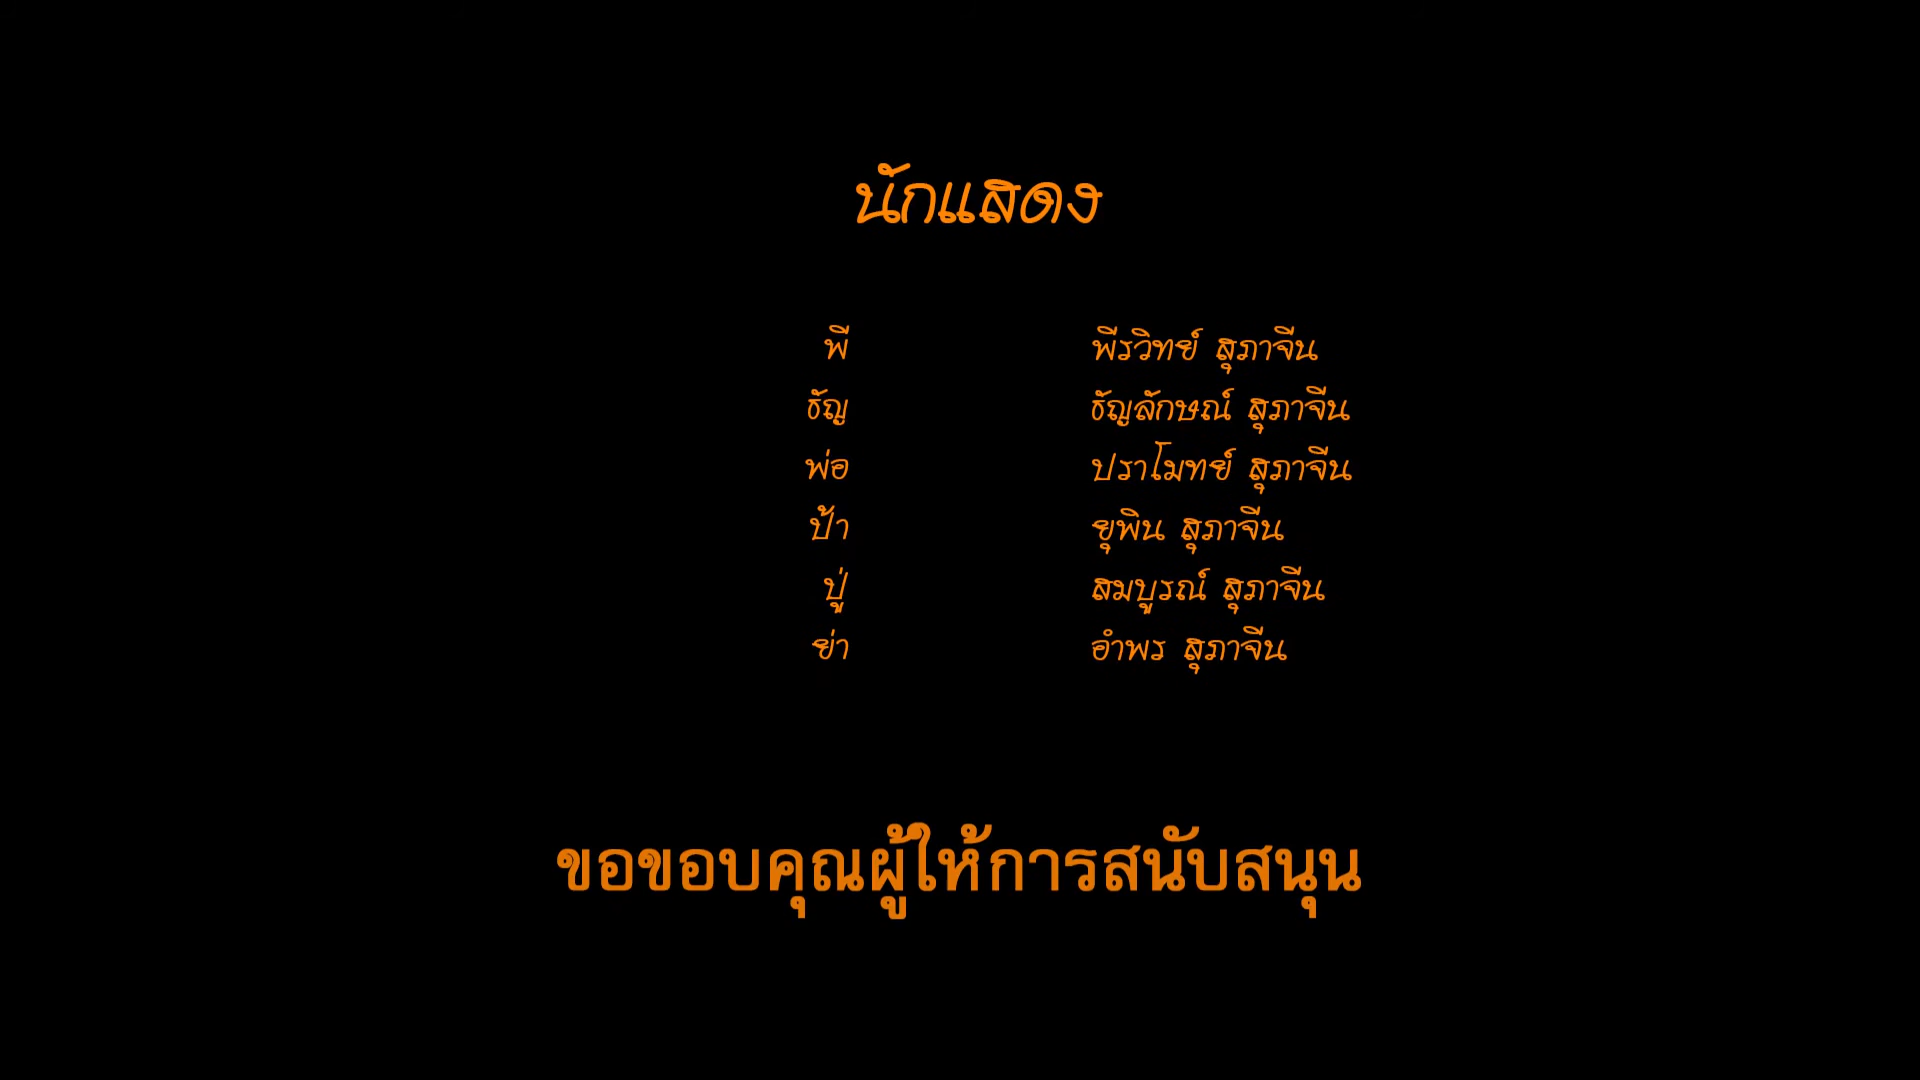 นักแสดง
พี พีรวิทย์ สุภาจีน
ธัญ ธัญลักษณ์ สุภาจีน
พ่อ ปราโมทย์ สุภาจีน
ป้า ยุพิน สุภาจีน
ปู่ สมบูรณ์ สุภาจีน
ย่า อำพร สุภาจีน
ขอขอบคุณผู้ให้การสนับสนุน